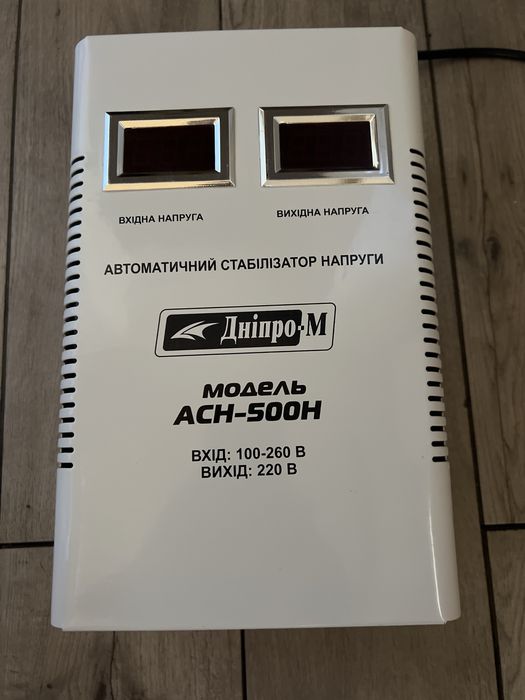 ВХІДНА НАПРУГА
ВИХІДНА НАПРУГА
АВТОМАТИЧНИЙ СТАБІЛІЗАТОР НАПРУГИ
Дніпро-М
МОДЕЛЬ
АСН-500Н
ВХІД: 100-260 В
ВИХІД: 220 В